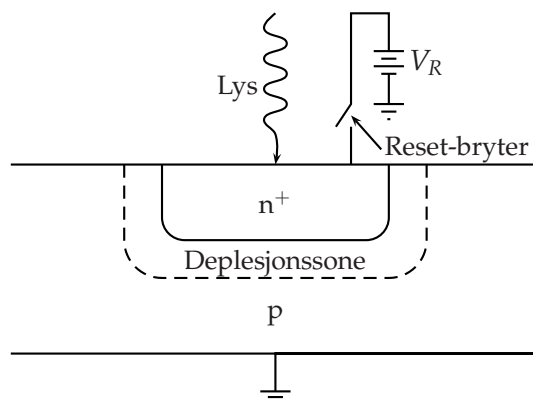 Lys
V_R
Reset-bryter
n⁺
Deplesjonssone
p